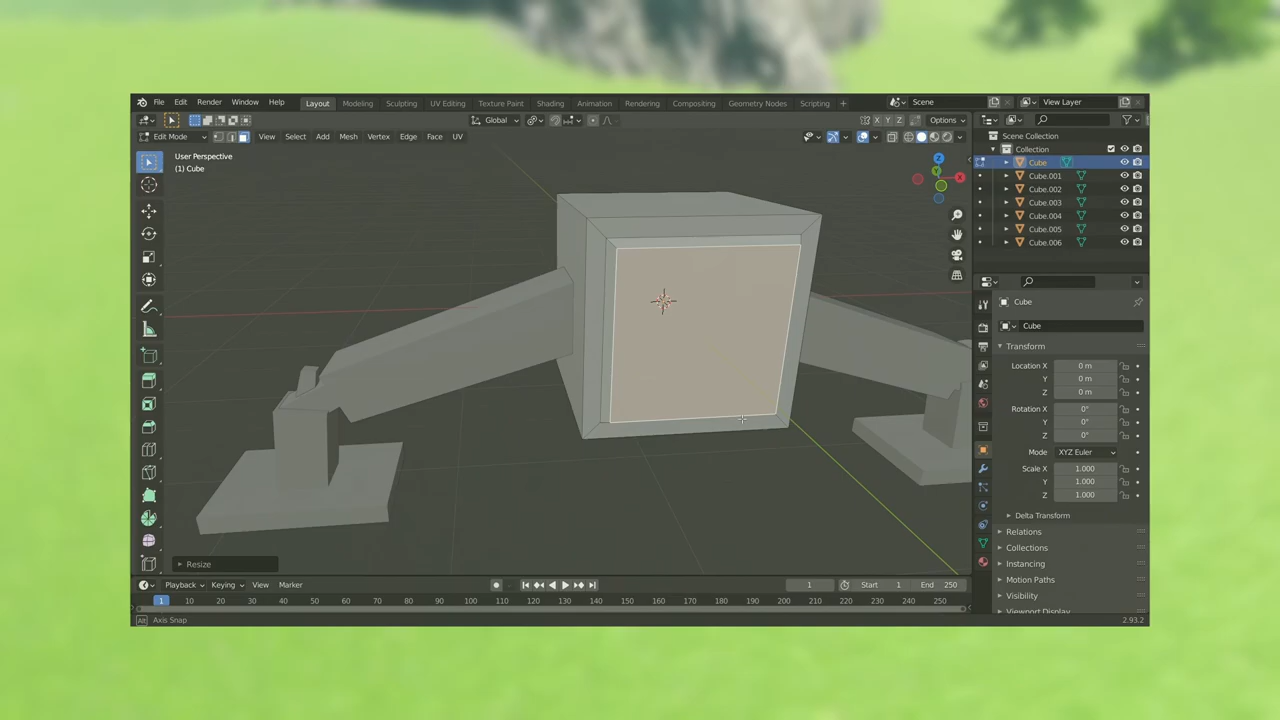 File Edit Render Window Help Layout Modeling Sculpting UV Editing Texture Paint Shading Animation Rendering Compositing Geometry Nodes Scripting + Scene View Layer
Global X Y Z Options
Edit Mode View Select Add Mesh Vertex Edge Face UV
User Perspective
(1) Cube
Z
Y
X
Resize
Scene Collection
Collection
Cube
Cube.001
Cube.002
Cube.003
Cube.004
Cube.005
Cube.006
Cube
Cube
Transform
Location X 0 m
Y 0 m
Z 0 m
Rotation X 0°
Y 0°
Z 0°
Mode XYZ Euler
Scale X 1.000
Y 1.000
Z 1.000
Delta Transform
Relations
Collections
Instancing
Motion Paths
Visibility
Viewport Display
Playback Keying View Marker 1 Start 1 End 250
1 10 20 30 40 50 60 70 80 90 100 110 120 130 140 150 160 170 180 190 200 210 220 230 240 250
Alt Axis Snap 2.93.2